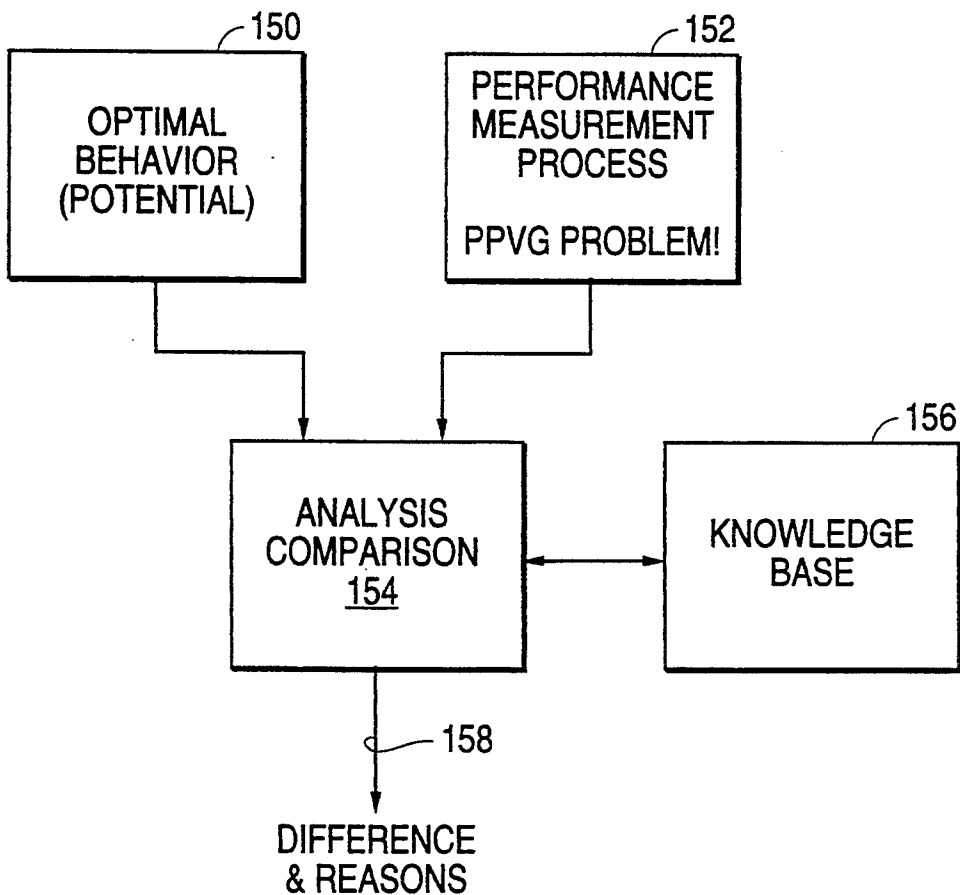 150
OPTIMAL
BEHAVIOR
(POTENTIAL)
152
PERFORMANCE
MEASUREMENT
PROCESS
PPVG PROBLEM!
ANALYSIS
COMPARISON
154
156
KNOWLEDGE
BASE
158
DIFFERENCE
& REASONS